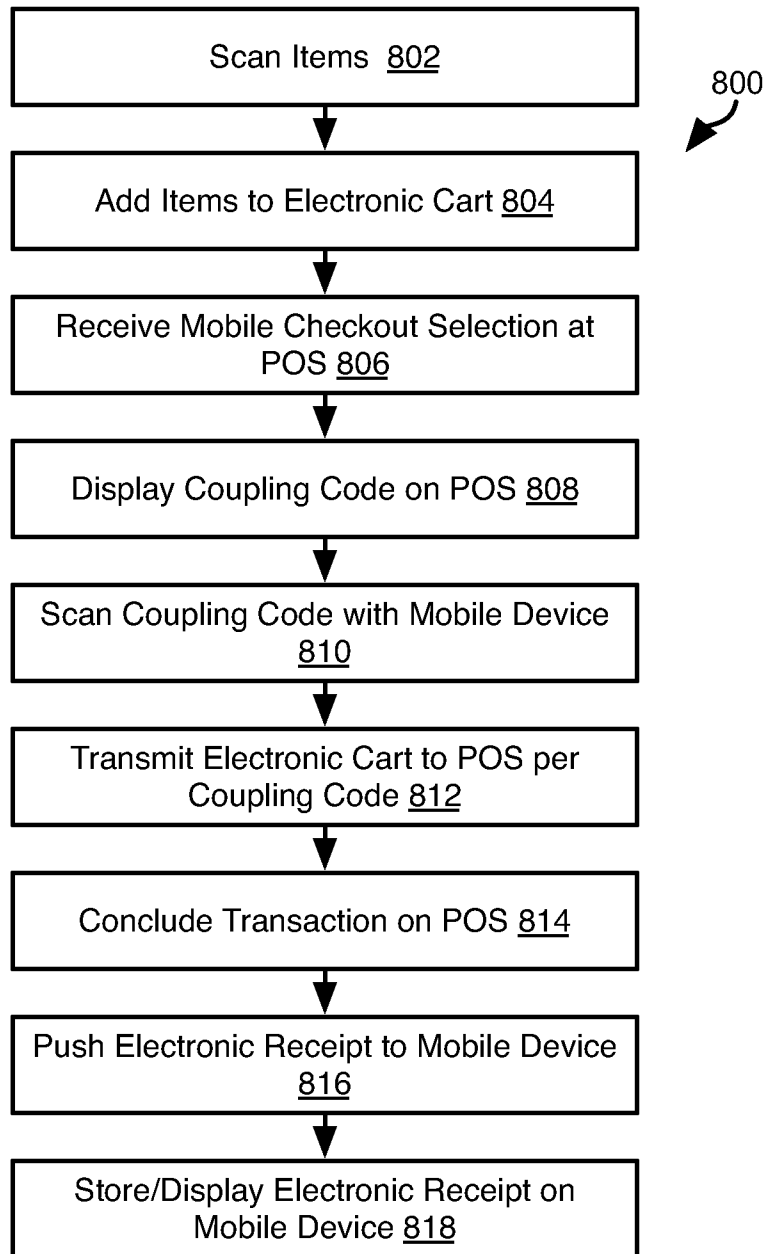 Scan Items 802
800
Add Items to Electronic Cart 804
Receive Mobile Checkout Selection at
POS 806
Display Coupling Code on POS 808
Scan Coupling Code with Mobile Device
810
Transmit Electronic Cart to POS per
Coupling Code 812
Conclude Transaction on POS 814
Push Electronic Receipt to Mobile Device
816
Store/Display Electronic Receipt on
Mobile Device 818